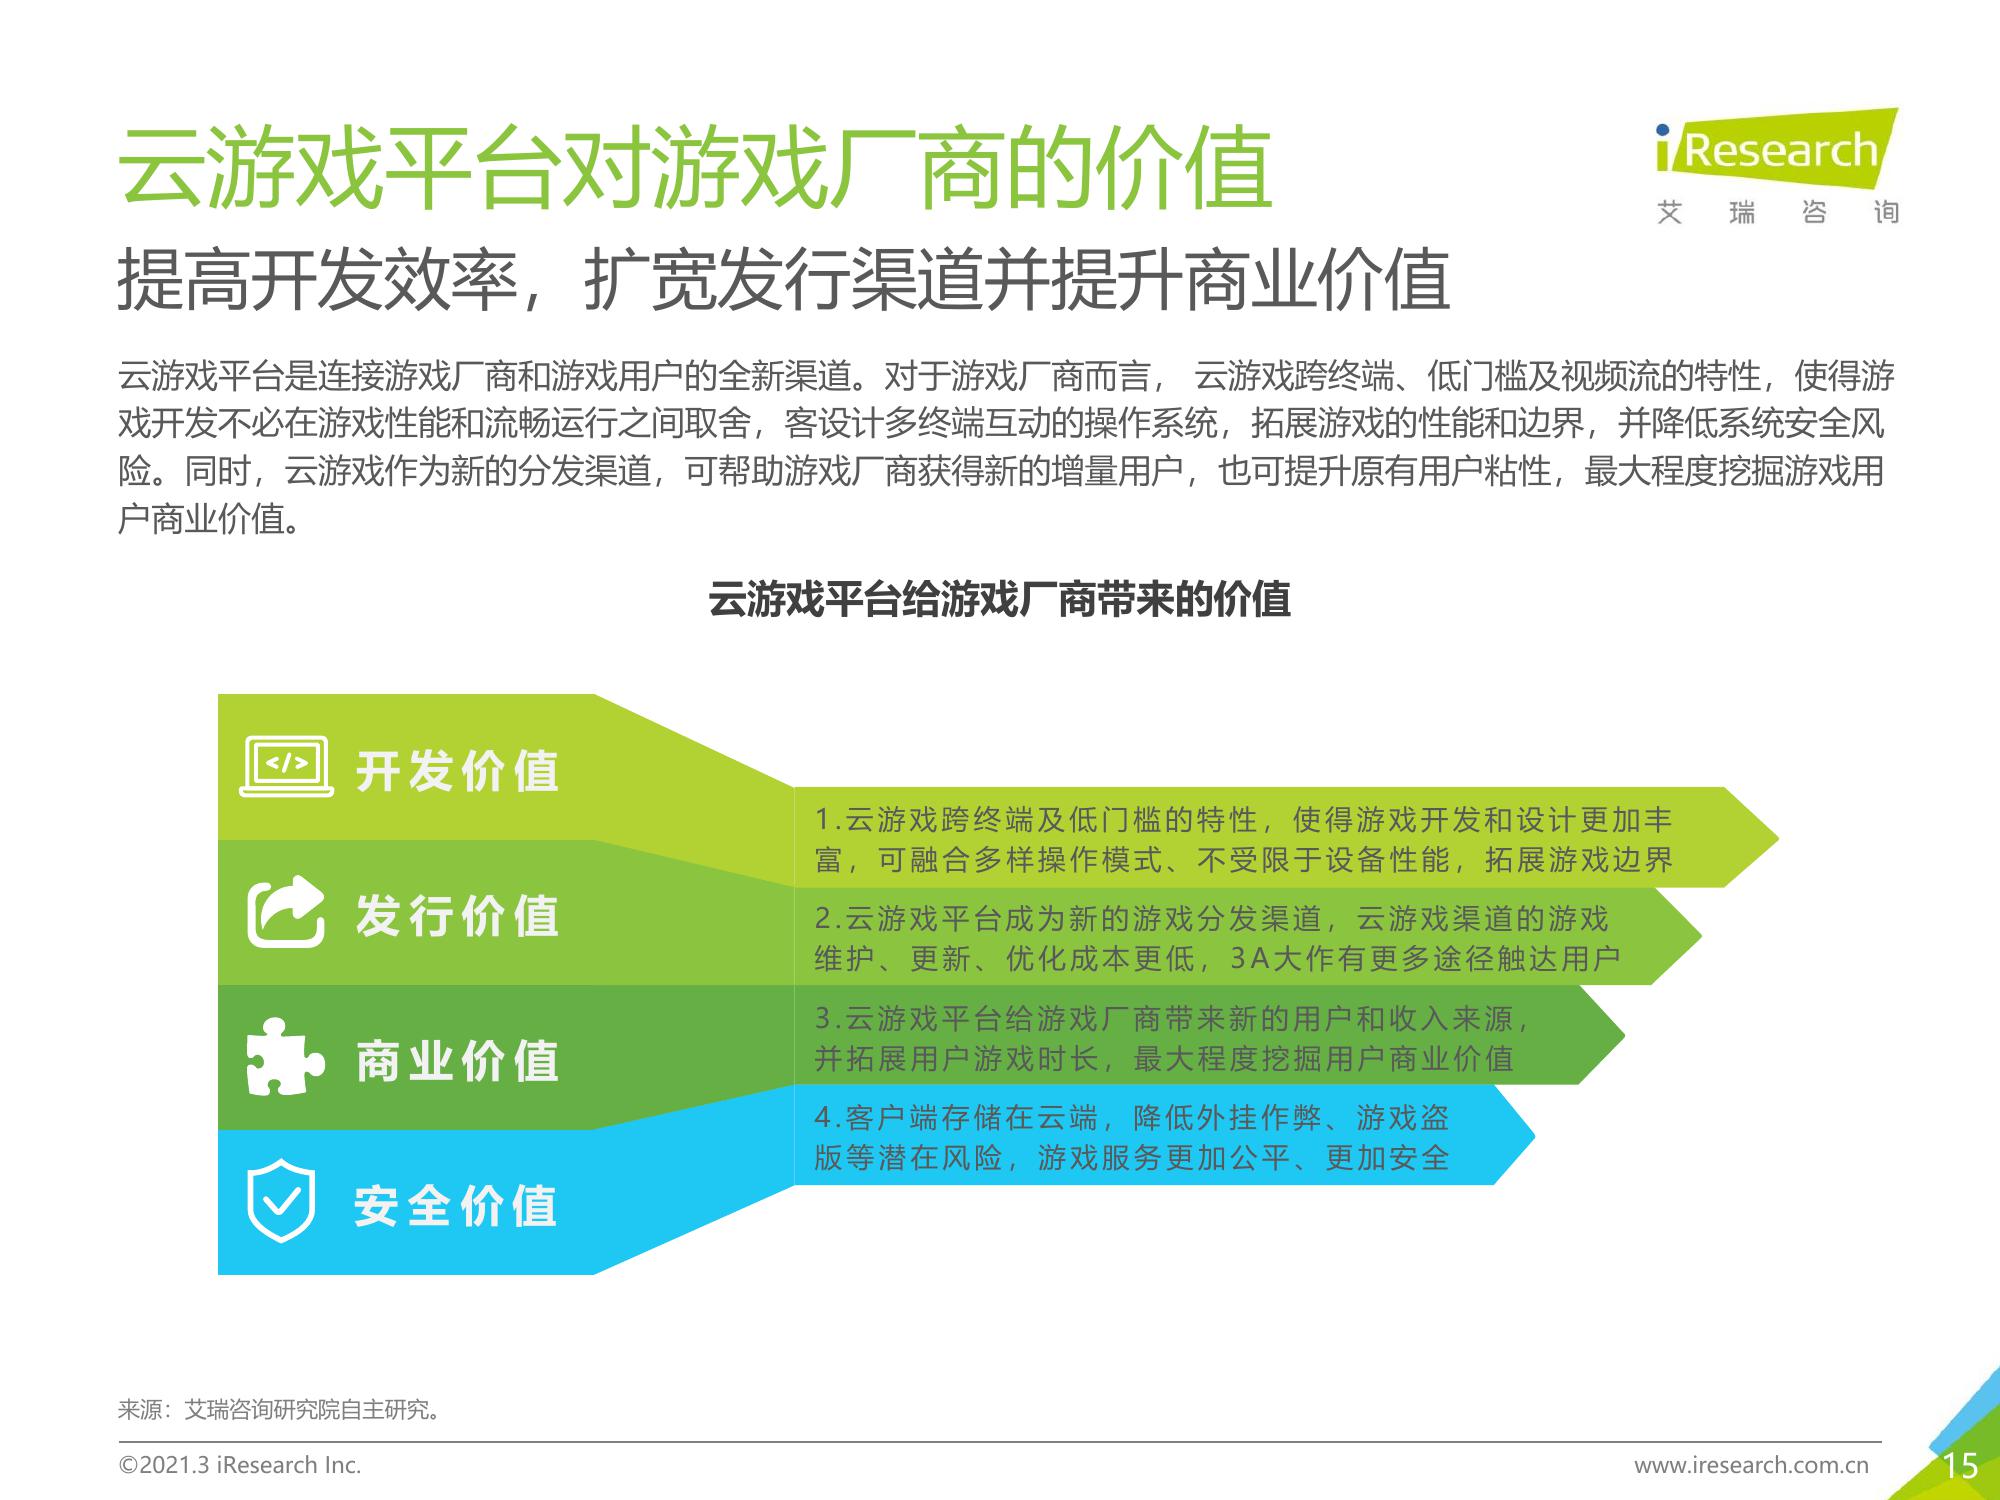 云游戏平台对游戏厂商的价值
iResearch
艾瑞咨询
提高开发效率，扩宽发行渠道并提升商业价值
云游戏平台是连接游戏厂商和游戏用户的全新渠道。对于游戏厂商而言， 云游戏跨终端、低门槛及视频流的特性，使得游
戏开发不必在游戏性能和流畅运行之间取舍，客设计多终端互动的操作系统，拓展游戏的性能和边界，并降低系统安全风
险。同时，云游戏作为新的分发渠道，可帮助游戏厂商获得新的增量用户，也可提升原有用户粘性，最大程度挖掘游戏用
户商业价值。
云游戏平台给游戏厂商带来的价值
开发价值
1.云游戏跨终端及低门槛的特性，使得游戏开发和设计更加丰
富，可融合多样操作模式、不受限于设备性能，拓展游戏边界
发行价值
2.云游戏平台成为新的游戏分发渠道，云游戏渠道的游戏
维护、更新、优化成本更低，3A大作有更多途径触达用户
商业价值
3.云游戏平台给游戏厂商带来新的用户和收入来源，
并拓展用户游戏时长，最大程度挖掘用户商业价值
安全价值
4.客户端存储在云端，降低外挂作弊、游戏盗
版等潜在风险，游戏服务更加公平、更加安全
来源：艾瑞咨询研究院自主研究。
©2021.3 iResearch Inc.
www.iresearch.com.cn
15